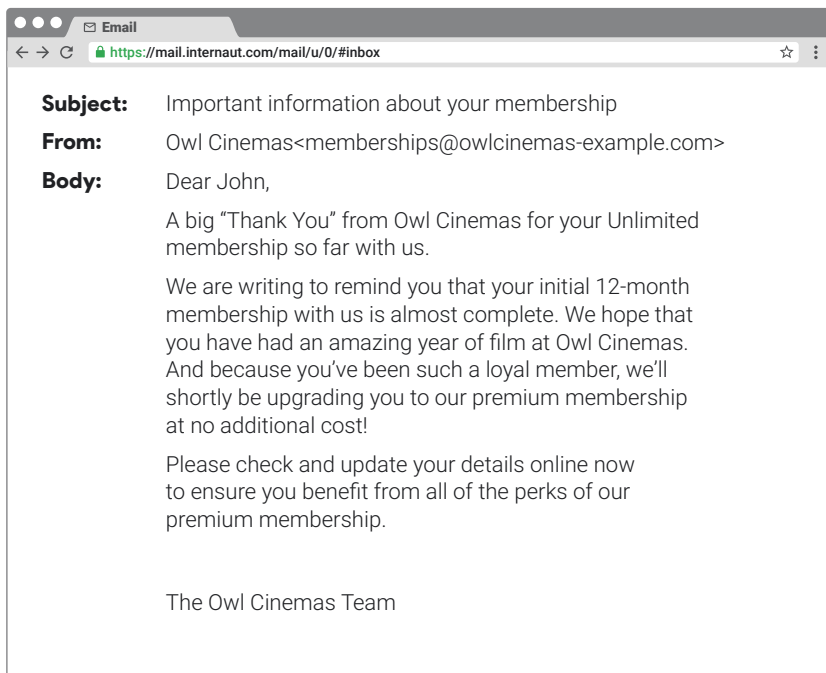 Email
https://mail.internaut.com/mail/u/0/#inbox
Subject: Important information about your membership
From: Owl Cinemas<memberships@owlcinemas-example.com>
Body: Dear John,
A big “Thank You” from Owl Cinemas for your Unlimited
membership so far with us.
We are writing to remind you that your initial 12-month
membership with us is almost complete. We hope that
you have had an amazing year of film at Owl Cinemas.
And because you’ve been such a loyal member, we’ll
shortly be upgrading you to our premium membership
at no additional cost!
Please check and update your details online now
to ensure you benefit from all of the perks of our
premium membership.
The Owl Cinemas Team